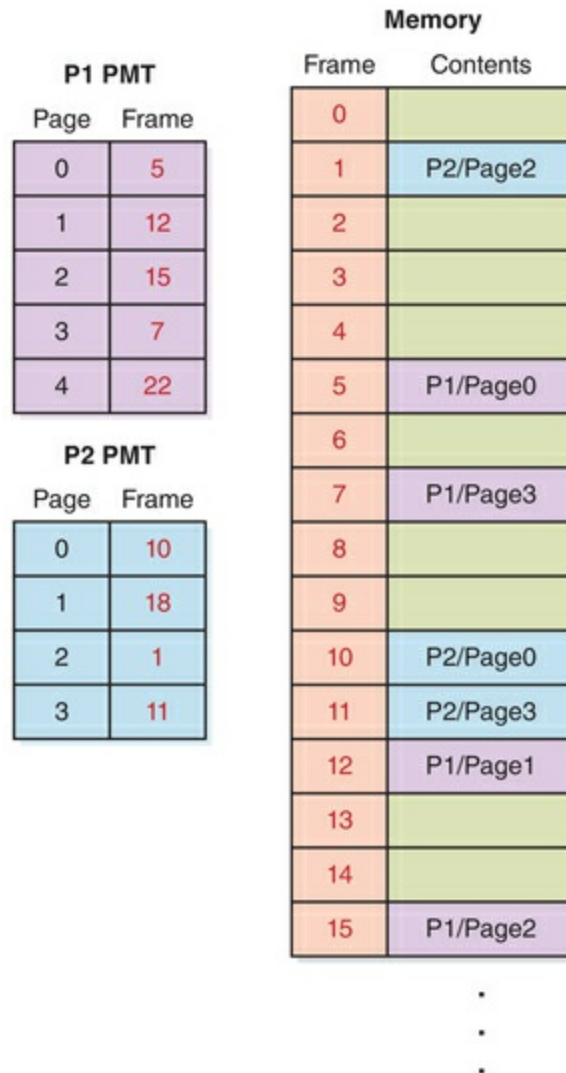 P1 PMT
Page Frame
0 5
1 12
2 15
3 7
4 22
P2 PMT
Page Frame
0 10
1 18
2 1
3 11
Memory
Frame Contents
0
1 P2/Page2
2
3
4
5 P1/Page0
6
7 P1/Page3
8
9
10 P2/Page0
11 P2/Page3
12 P1/Page1
13
14
15 P1/Page2
.
.
.